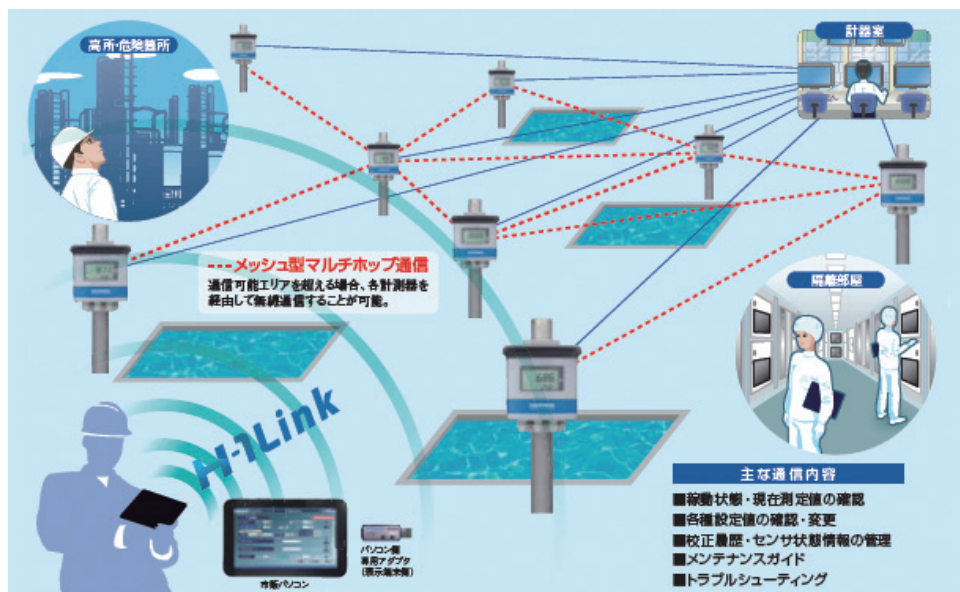 高所・危険箇所
計器室
メッシュ型マルチホップ通信
通信可能エリアを超える場合、各計測器を
経由して無線通信することが可能。
隔離部屋
H-1Link
主な通信内容
■稼動状態・現在測定値の確認
■各種設定値の確認・変更
■校正履歴・センサ状態情報の管理
■メンテナンスガイド
■トラブルシューティング
パソコン側
専用アダプタ
(表示端末側)
市販パソコン